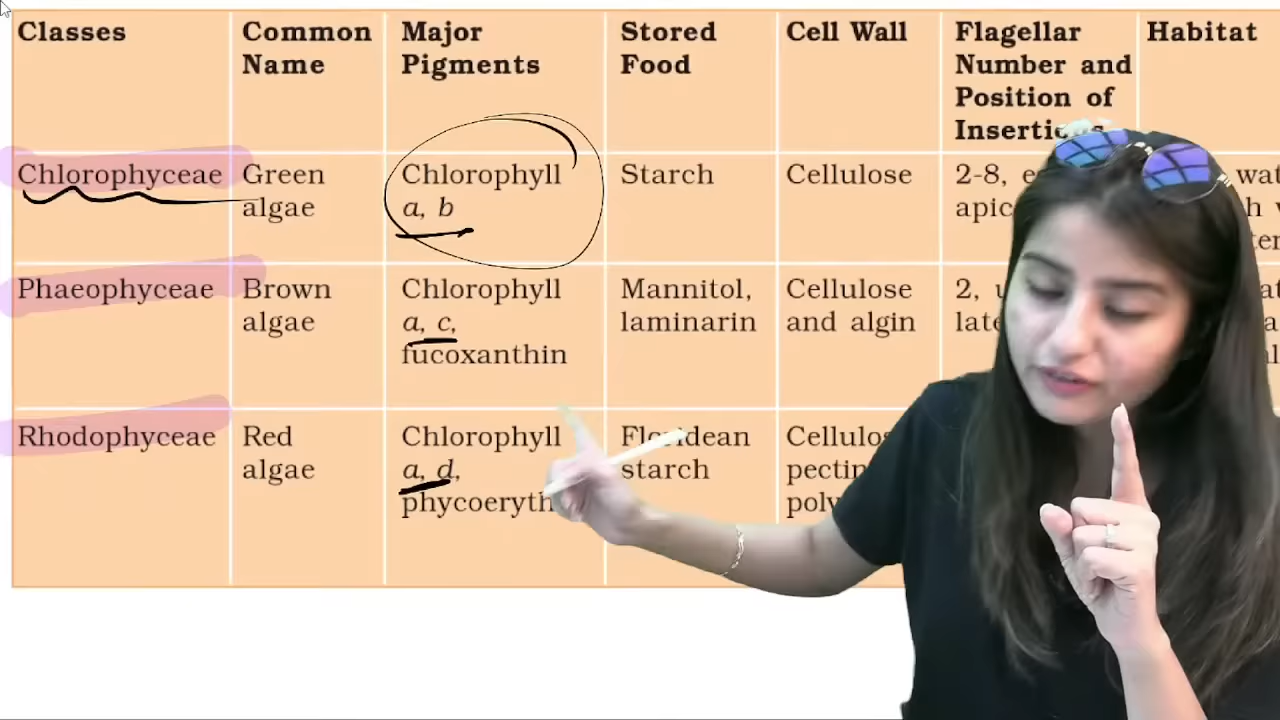 Classes
Common
Name
Major
Pigments
Stored
Food
Cell Wall
Flagellar
Number and
Position of
Habitat
Chlorophyceae
Green
algae
Chlorophyll
a, b
Starch
Cellulose
2-8,
Phaeophyceae
Brown
algae
Chlorophyll
a, c,
fucoxanthin
Mannitol,
laminarin
Cellulose
and algin
2,
Rhodophyceae
Red
algae
Chlorophyll
a, d,
starch